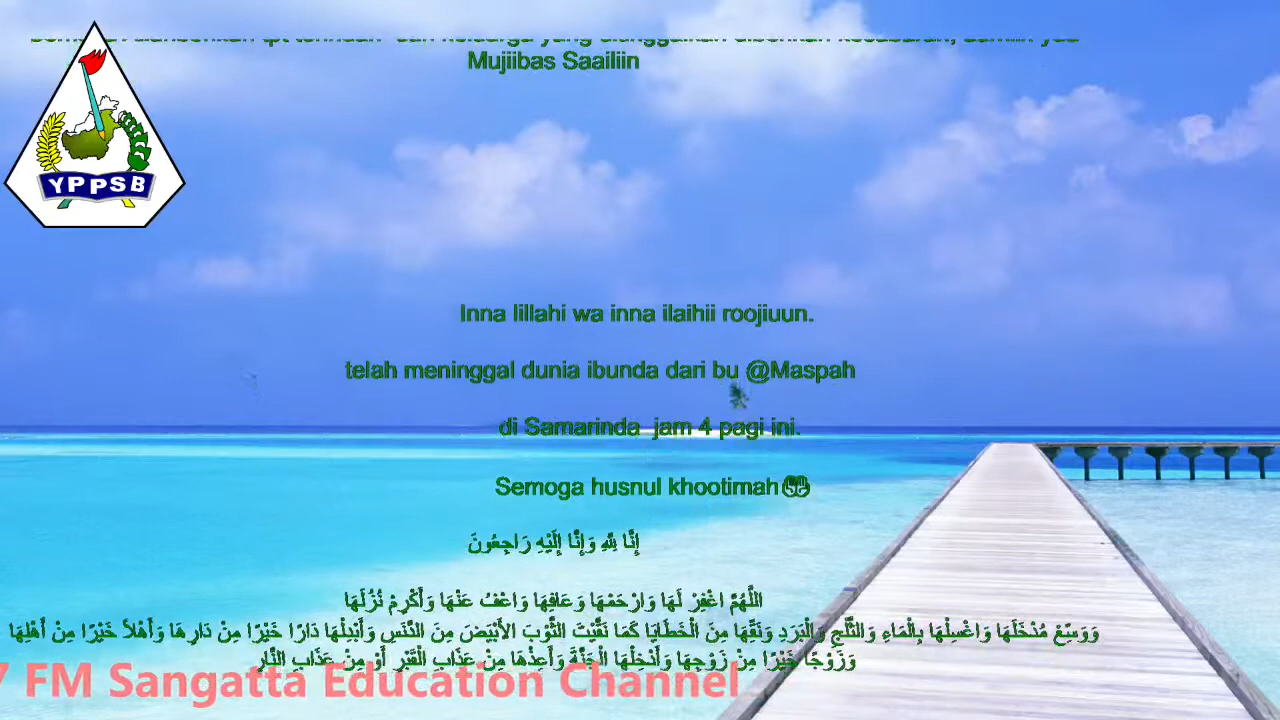 Mujiibas Saailiin
YPPSB
Inna lillahi wa inna ilaihii roojiuun.
telah meninggal dunia ibunda dari bu @Maspah
di Samarinda jam 4 pagi ini.
Semoga husnul khootimah
إِنَّا لِلَّهِ وَإِنَّا إِلَيْهِ رَاجِعُونَ
اللَّهُمَّ اغْفِرْ لَهَا وَارْحَمْهَا وَعَافِهَا وَاعْفُ عَنْهَا وَأَكْرِمْ نُزُلَهَا
وَوَسِّعْ مُدْخَلَهَا وَاغْسِلْهَا بِالْمَاءِ وَالثَّلْجِ وَالْبَرَدِ وَنَقِّهَا مِنَ الْخَطَايَا كَمَا نَقَّيْتَ الثَّوْبَ الأَبْيَضَ مِنَ الدَّنَسِ وَأَبْدِلْهَا دَارًا خَيْرًا مِنْ دَارِهَا وَأَهْلاً خَيْرًا مِنْ أَهْلِهَا
وَزَوْجًا خَيْرًا مِنْ زَوْجِهَا وَأَدْخِلْهَا الْجَنَّةَ وَأَعِذْهَا مِنْ عَذَابِ الْقَبْرِ أَوْ مِنْ عَذَابِ النَّارِ
7 FM Sangatta Education Channel